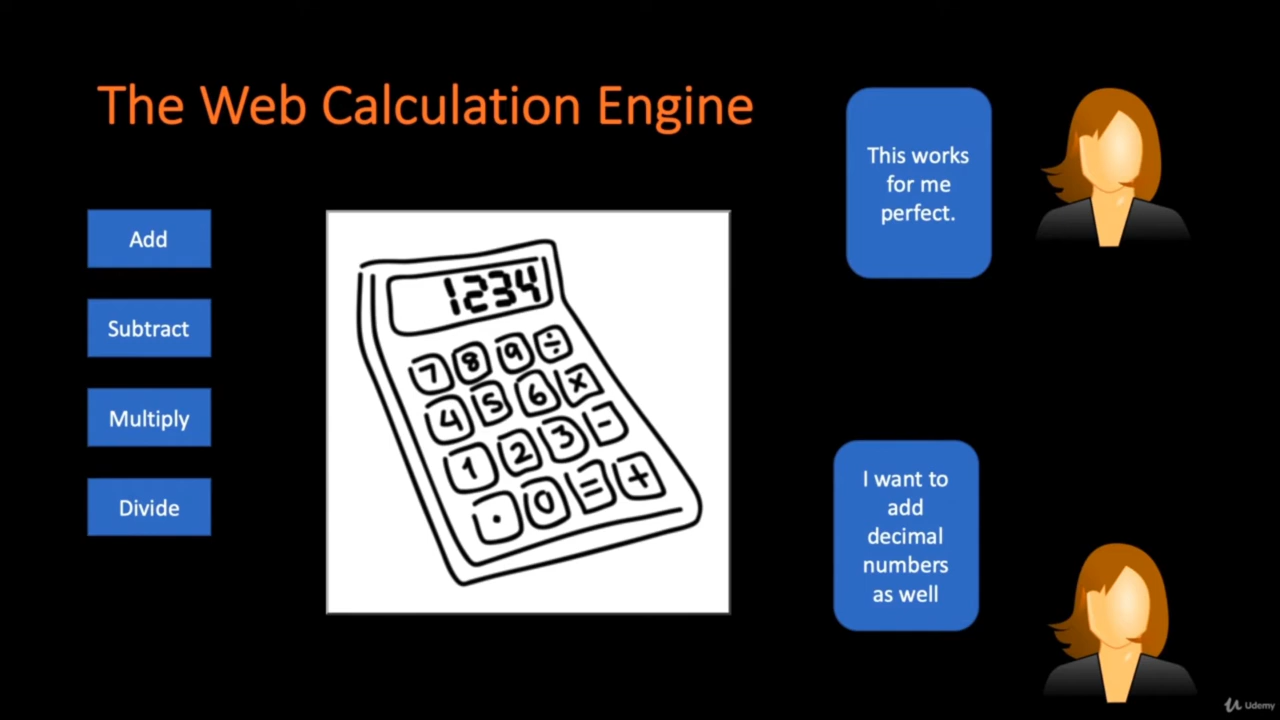 The Web Calculation Engine
Add
Subtract
Multiply
Divide
1234
7 8 9 ÷
4 5 6 ×
1 2 3 -
. 0 = +
This works
for me
perfect.
I want to
add
decimal
numbers
as well
Udemy